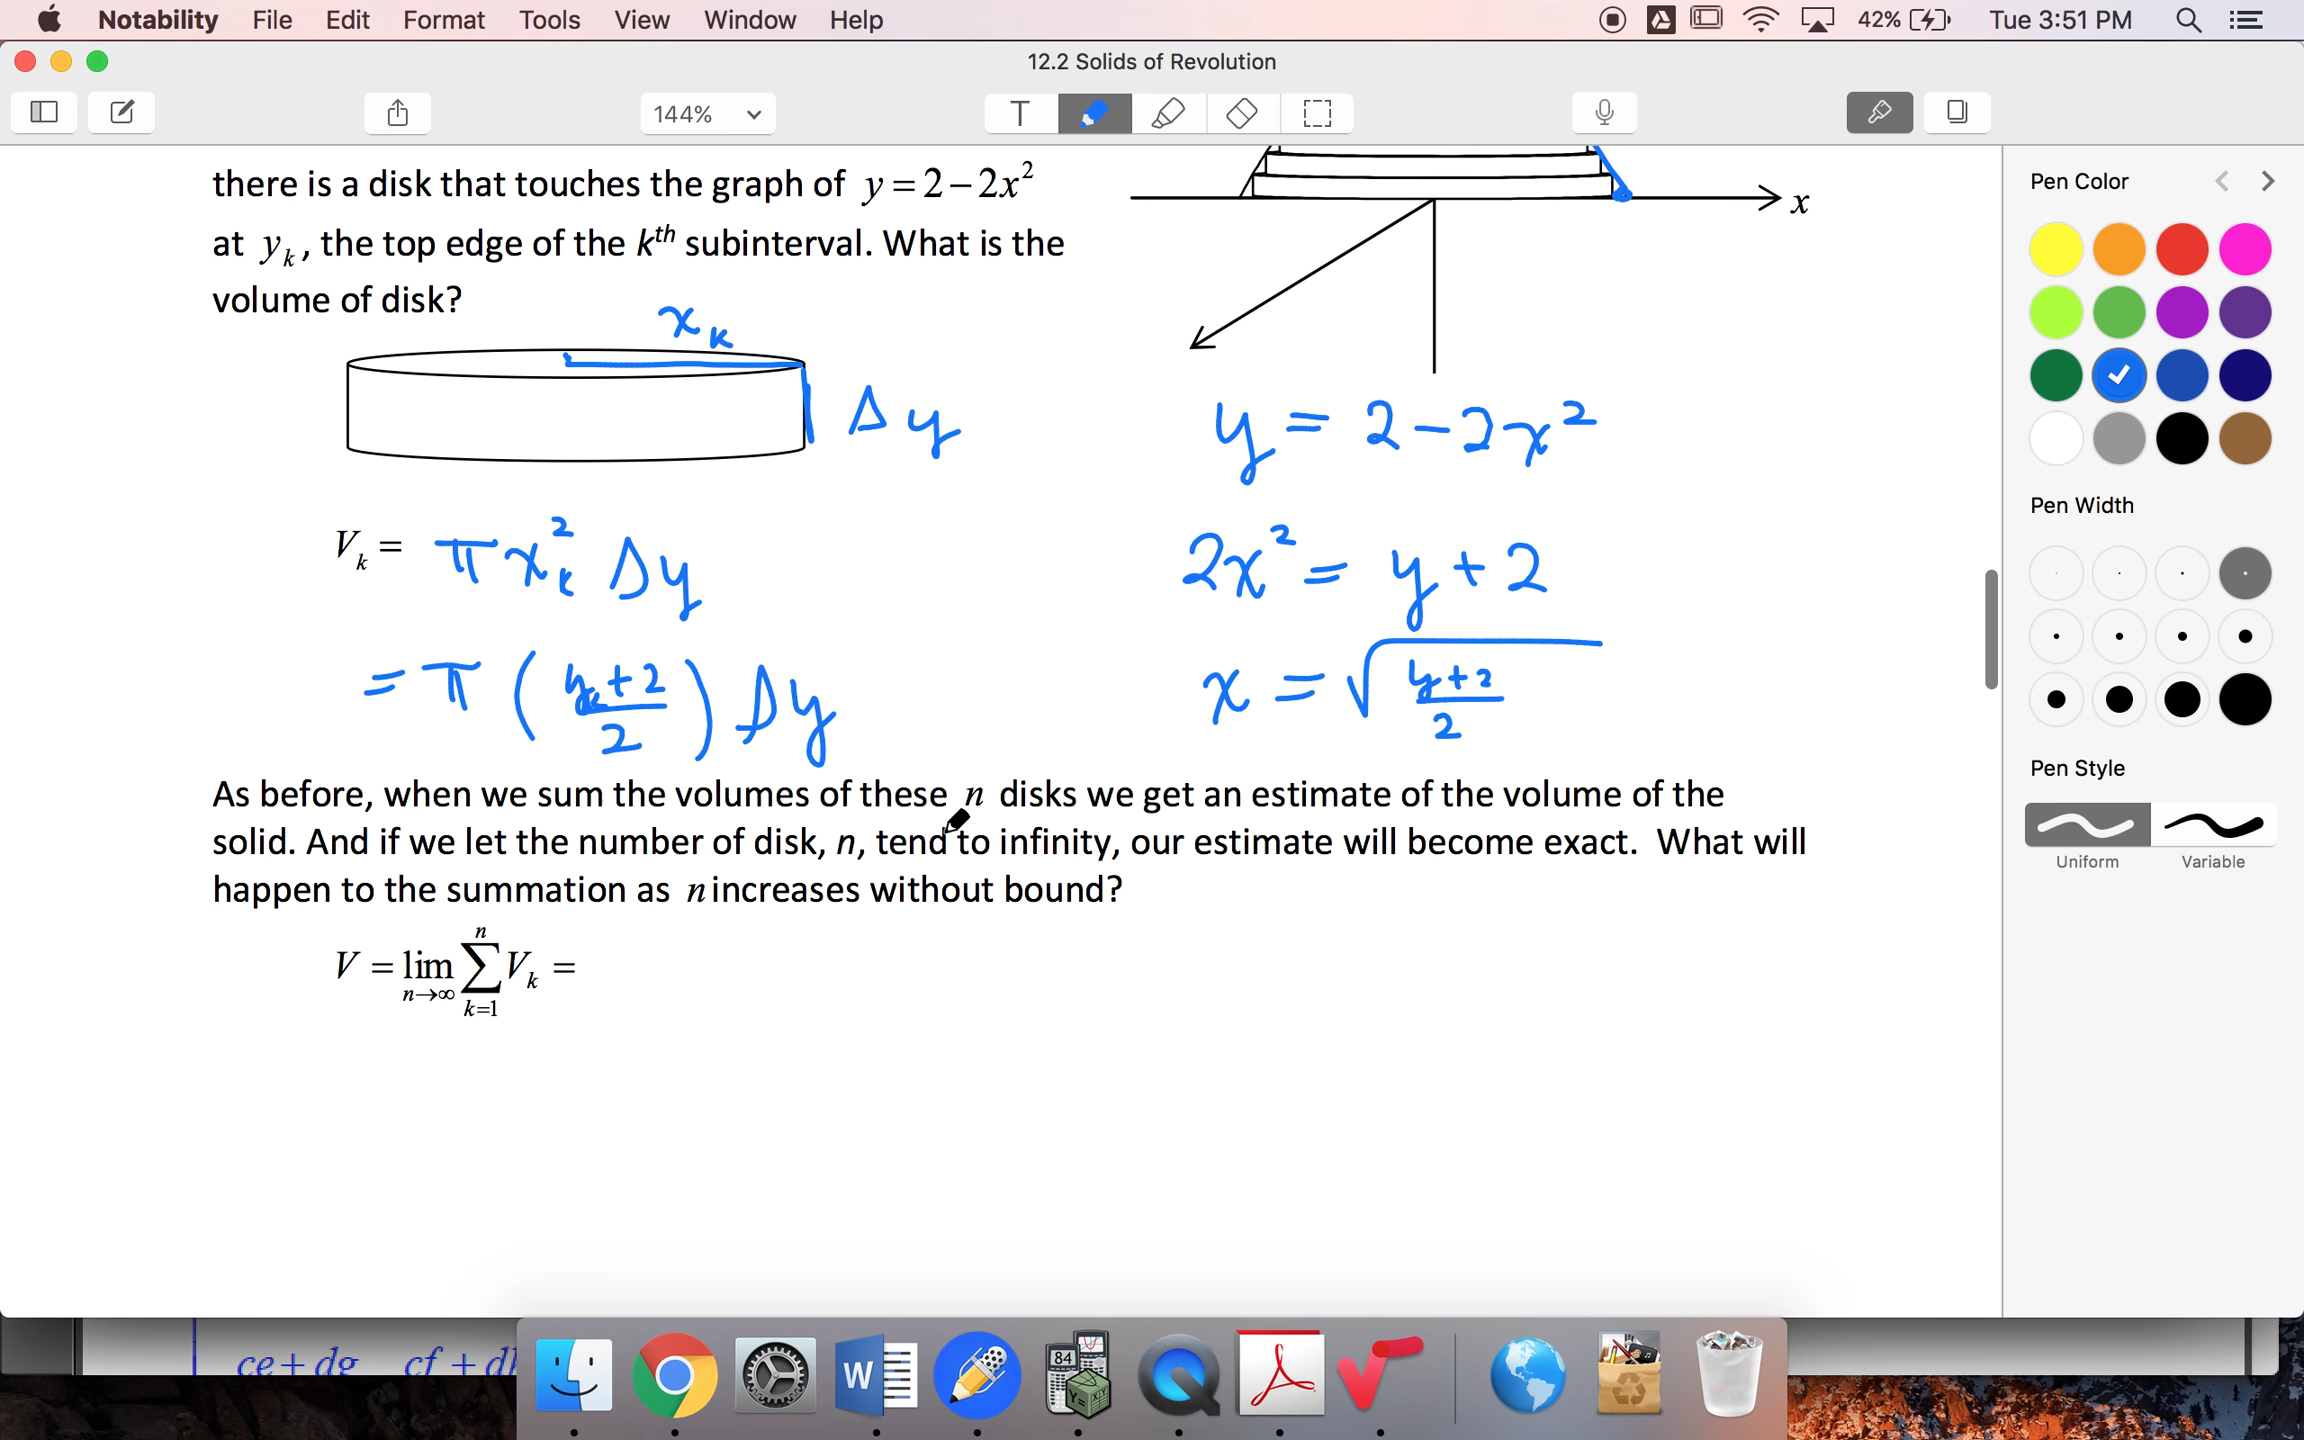 Notability File Edit Format Tools View Window Help 42% Tue 3:51 PM
12.2 Solids of Revolution
144% T
there is a disk that touches the graph of y = 2 − 2x²
at yₖ, the top edge of the kᵗʰ subinterval. What is the
volume of disk?
x
xₖ
Δy
y = 2 − 2x²
Vₖ = πxₖ² Δy
2x² = y + 2
= π (yₖ+2 / 2) Δy
x = √(y+2 / 2)
As before, when we sum the volumes of these n disks we get an estimate of the volume of the
solid. And if we let the number of disk, n, tend to infinity, our estimate will become exact. What will
happen to the summation as n increases without bound?
V = lim n→∞ ∑ k=1 n Vₖ =
Pen Color
Pen Width
Pen Style
Uniform Variable
ce + dg cf + d
W
84
Y= X,Y